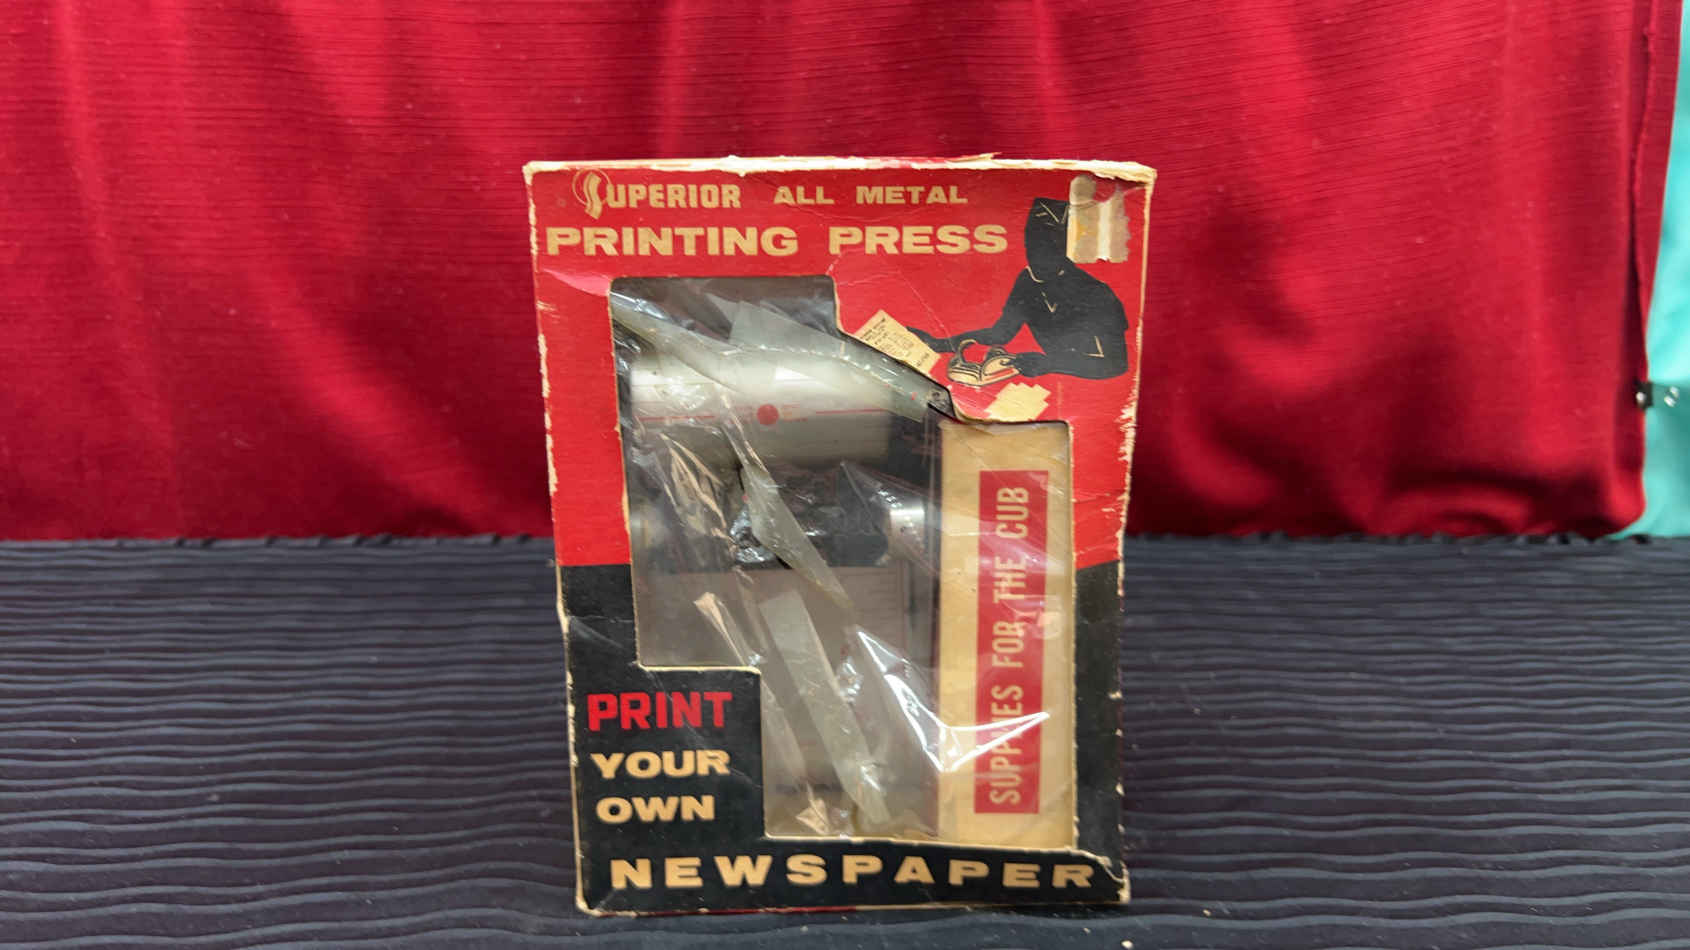 SUPERIOR ALL METAL
PRINTING PRESS
SUPPLIES FOR THE CUB
PRINT
YOUR
OWN
NEWSPAPER